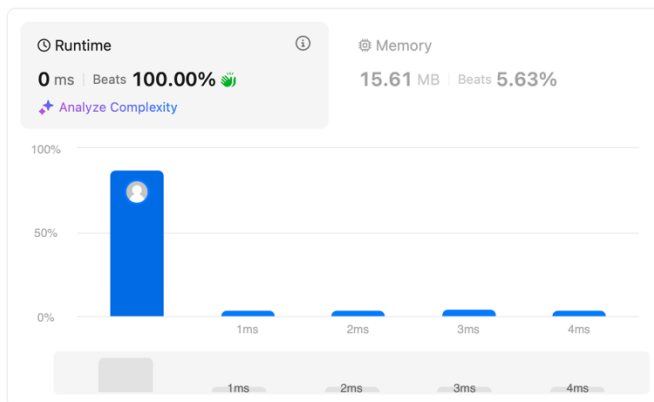 Runtime
Memory
0 ms Beats 100.00%
15.61 MB Beats 5.63%
Analyze Complexity
100%
50%
0%
1ms 2ms 3ms 4ms
1ms 2ms 3ms 4ms